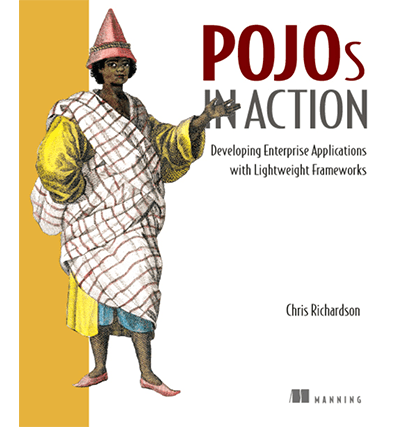 POJOs
IN ACTION
Developing Enterprise Applications
with Lightweight Frameworks
Chris Richardson
MANNING